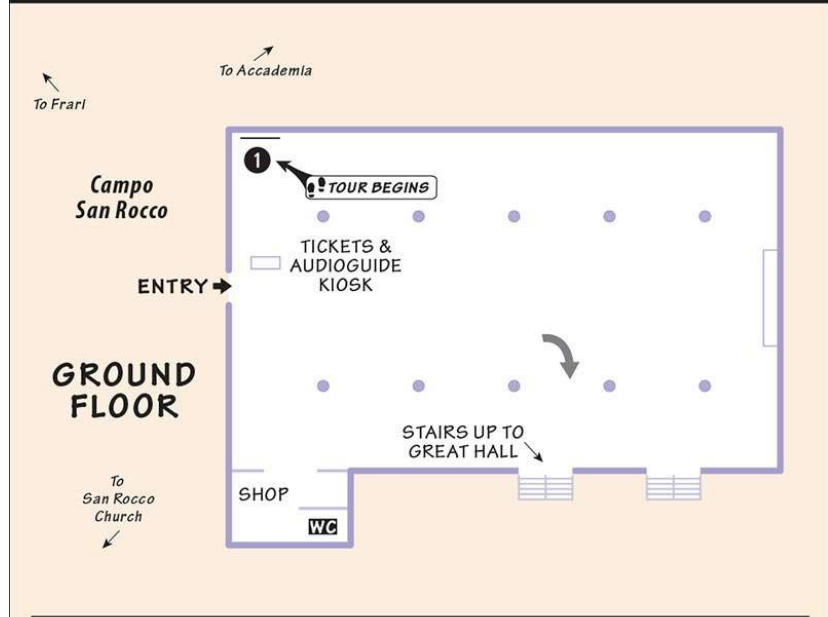 To Accademia
To Frari
1
TOUR BEGINS
Campo
San Rocco
TICKETS &
AUDIOGUIDE
KIOSK
ENTRY
GROUND
FLOOR
STAIRS UP TO
GREAT HALL
To
San Rocco
Church
SHOP
WC